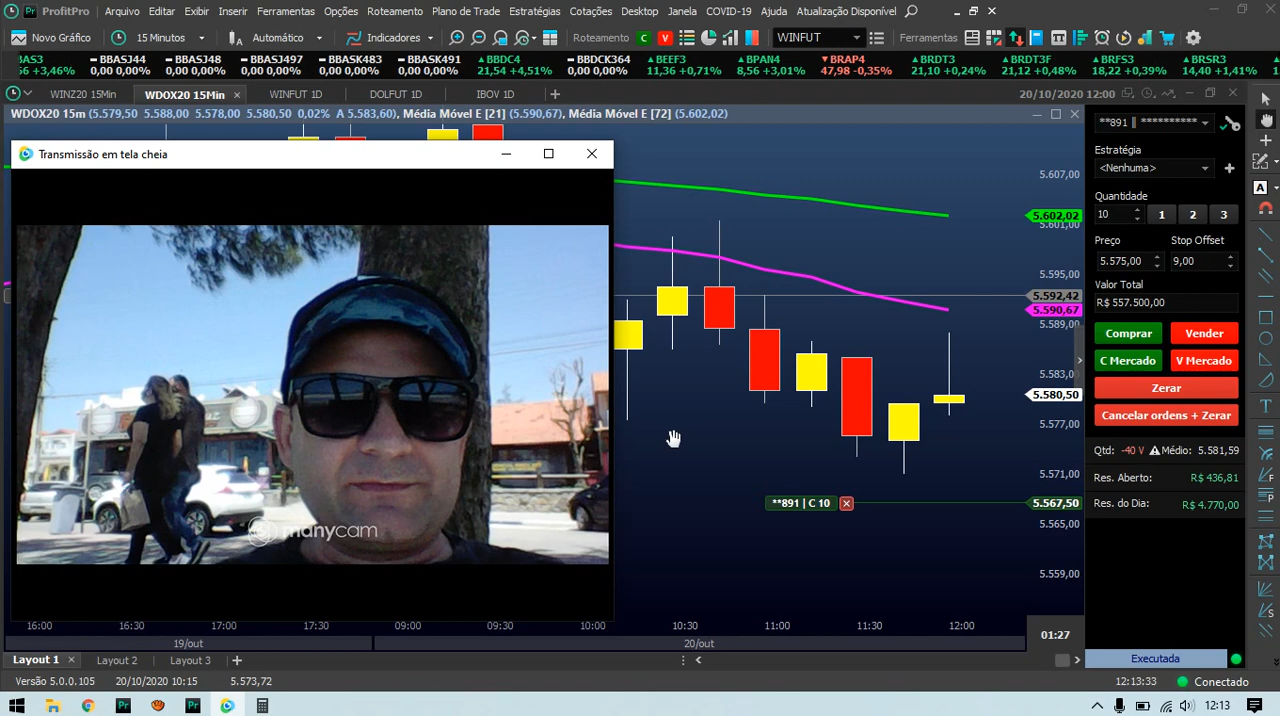 ProfitPro Arquivo Editar Exibir Inserir Ferramentas Opções Roteamento Ponto de Trade Estratégias Cotações Desktop Janela COVID-19 Ajuda Atualização Disponível
Novo Gráfico 15 Minutos Automático Indicadores Roteamento C V WINFUT Ferramentas
BBAS3 BBASJ44 BBASJ48 BBASJ497 BBASK483 BBASK491 BBDC4 BBDCK364 BEEF3 BPAN4 BRAP4 BRDT3 BRDT3F BRFS3 BRSR3
+3,46% 0,00 0,00% 0,00 0,00% 0,00 0,00% 0,00 0,00% 0,00 0,00% 21,54 +4,51% 0,00 0,00% 11,36 +0,71% 8,56 +3,01% 47,98 -0,35% 21,10 +0,24% 21,12 +0,48% 18,22 +0,39% 14,40 +1,41%
WINZ20 15Min WDOX20 15Min WINFUT 1D DOLFUT 1D IBOV 1D 20/10/2020 12:00
WDOX20 15m (5.579,50 5.588,00 5.578,00 5.580,50 0,02% A 5.583,60), Média Móvel E [21] (5.590,67), Média Móvel E [72] (5.602,02)
Transmissão em tela cheia
manycam
5.607,00
5.602,02
5.601,00
5.595,00
5.592,42
5.590,67
5.589,00
5.583,00
5.580,50
5.577,00
5.571,00
**891 | C 10 5.567,50
5.565,00
5.559,00
16:00 16:30 17:00 17:30 09:00 09:30 10:00 10:30 11:00 11:30 12:00
01:27
19/out 20/out
**891 || **********
Estratégia
<Nenhuma>
Quantidade
10 1 2 3
Preço Stop Offset
5.575,00 9,00
Valor Total
R$ 557.500,00
Comprar Vender
C Mercado V Mercado
Zerar
Cancelar ordens + Zerar
Qtd: -40 V Médio: 5.581,59
Res. Aberto: R$ 436,81
Res. do Dia: R$ 4.770,00
Layout 1 Layout 2 Layout 3 Executada
Versão 5.0.0.105 20/10/2020 10:15 5.573,72 12:13:33 Conectado
12:13